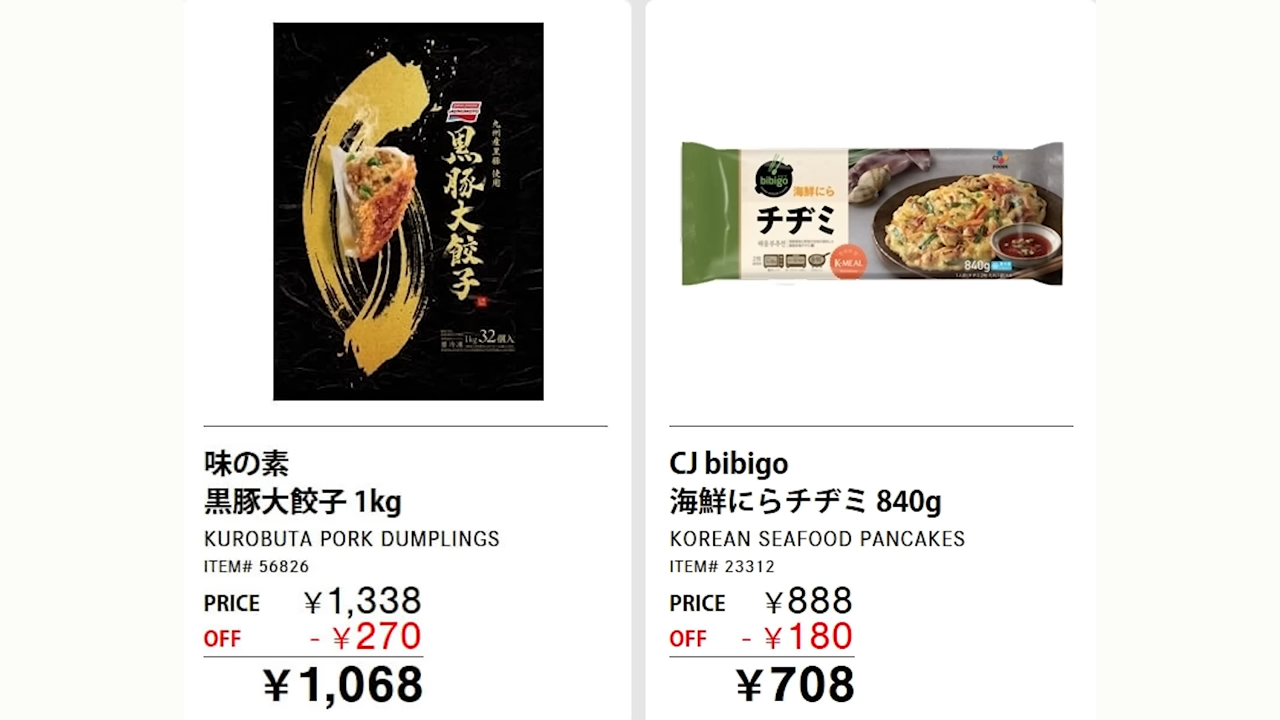 九州産黒豚 使用
黒豚大餃子
1kg 32個入
味の素
黒豚大餃子 1kg
KUROBUTA PORK DUMPLINGS
ITEM# 56826
PRICE ¥1,338
OFF - ¥270
¥1,068
bibigo
海鮮にら
チヂミ
K-MEAL
840g
CJ bibigo
海鮮にらチヂミ 840g
KOREAN SEAFOOD PANCAKES
ITEM# 23312
PRICE ¥888
OFF - ¥180
¥708